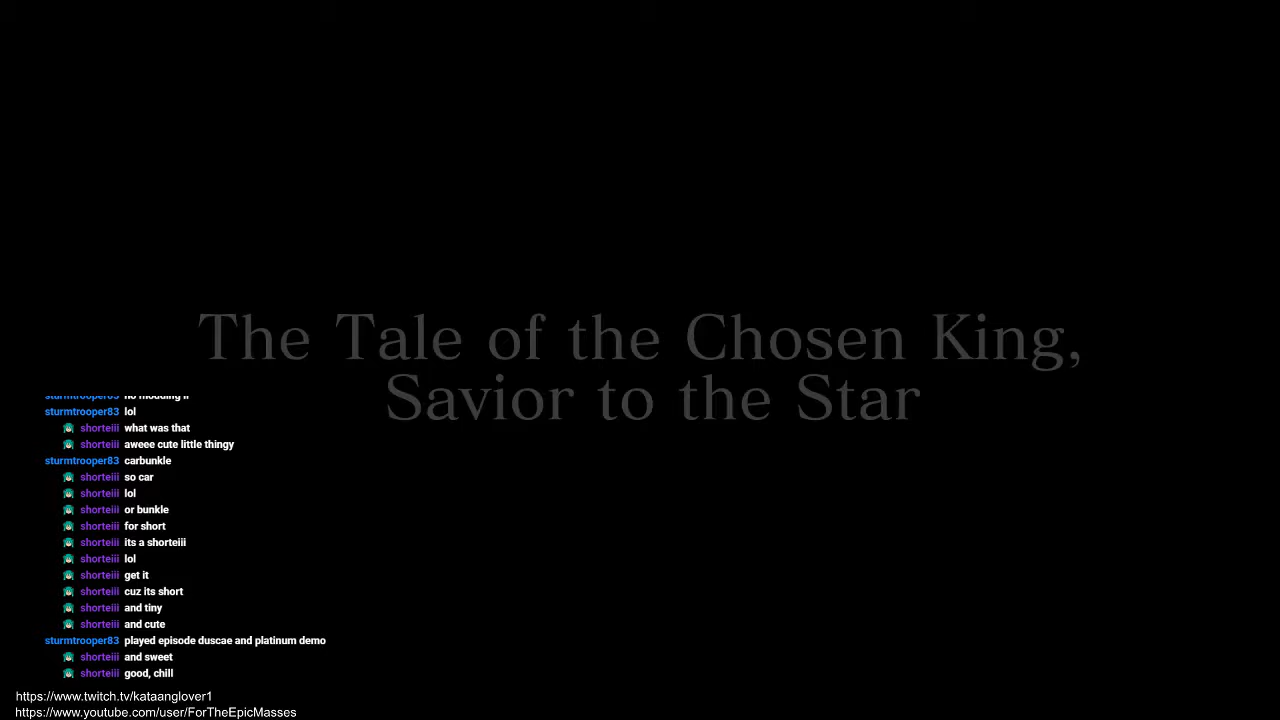 The Tale of the Chosen King,
Savior to the Star
sturmtrooper83 no modding it
sturmtrooper83 lol
shorteiii what was that
shorteiii aweee cute little thingy
sturmtrooper83 carbunkle
shorteiii so car
shorteiii lol
shorteiii or bunkle
shorteiii for short
shorteiii its a shorteiii
shorteiii lol
shorteiii get it
shorteiii cuz its short
shorteiii and tiny
shorteiii and cute
sturmtrooper83 played episode duscae and platinum demo
shorteiii and sweet
shorteiii good, chill
https://www.twitch.tv/kataanglover1
https://www.youtube.com/user/ForTheEpicMasses